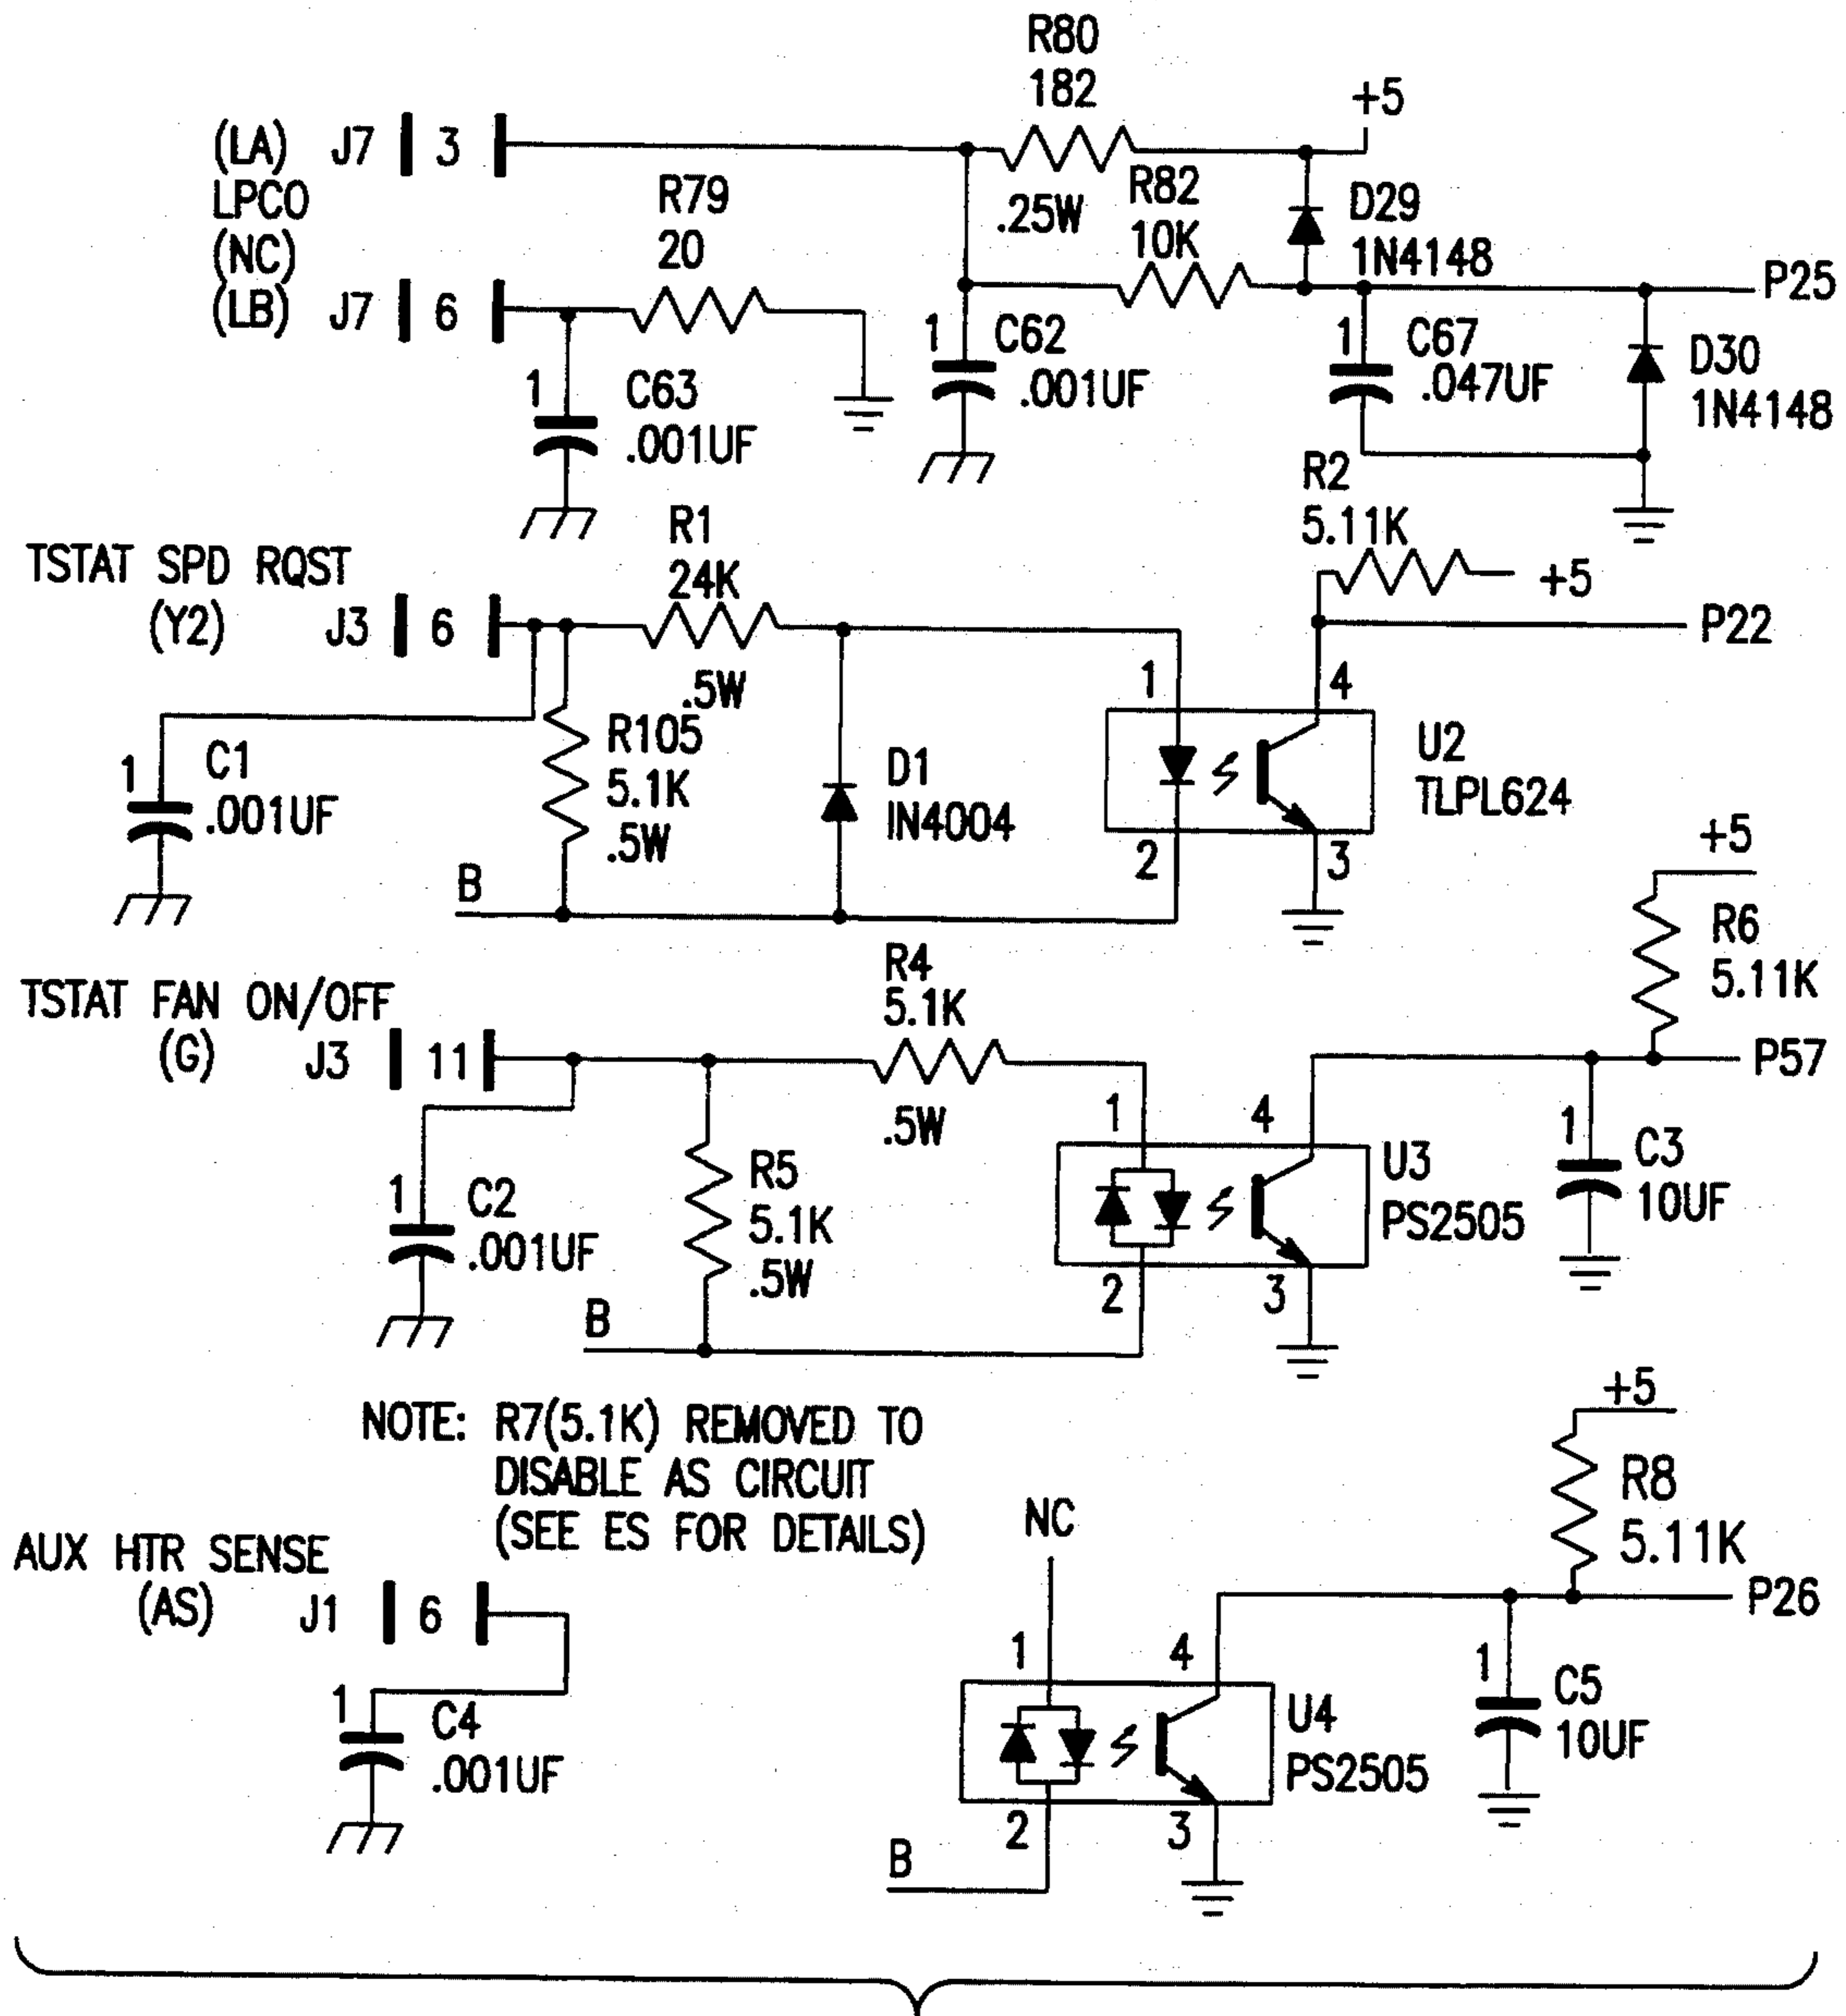 R80
182
+5
(LA) J7 3
LPCO
(NC)
(LB) J7 6
R79
20
.25W
R82
10K
D29
1N4148
P25
1
C63
.001UF
1
C62
.001UF
1
C67
.047UF
D30
1N4148
R2
5.11K
+5
P22
TSTAT SPD RQST
(Y2) J3 6
R1
24K
.5W
1
C1
.001UF
R105
5.1K
.5W
D1
IN4004
B
1
4
2
3
U2
TLPL624
+5
R6
5.11K
P57
TSTAT FAN ON/OFF
(G) J3 11
R4
5.1K
.5W
1
C2
.001UF
R5
5.1K
.5W
B
1
4
2
3
U3
PS2505
1
C3
10UF
NOTE: R7(5.1K) REMOVED TO
DISABLE AS CIRCUIT
(SEE ES FOR DETAILS)
AUX HTR SENSE
(AS) J1 6
1
C4
.001UF
NC
1
4
2
3
B
U4
PS2505
+5
R8
5.11K
P26
1
C5
10UF